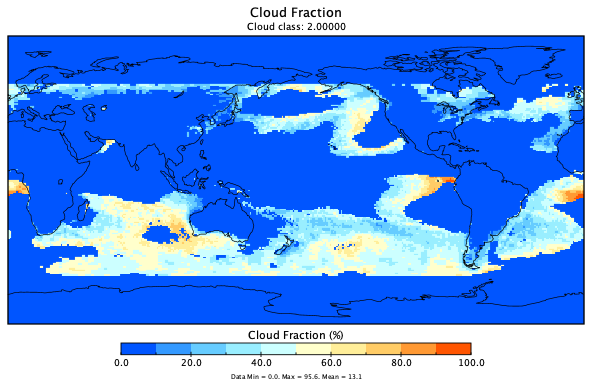 Cloud Fraction
Cloud class: 2.00000
Cloud Fraction (%)
0.0 20.0 40.0 60.0 80.0 100.0
Data Min = 0.0, Max = 95.6, Mean = 13.1